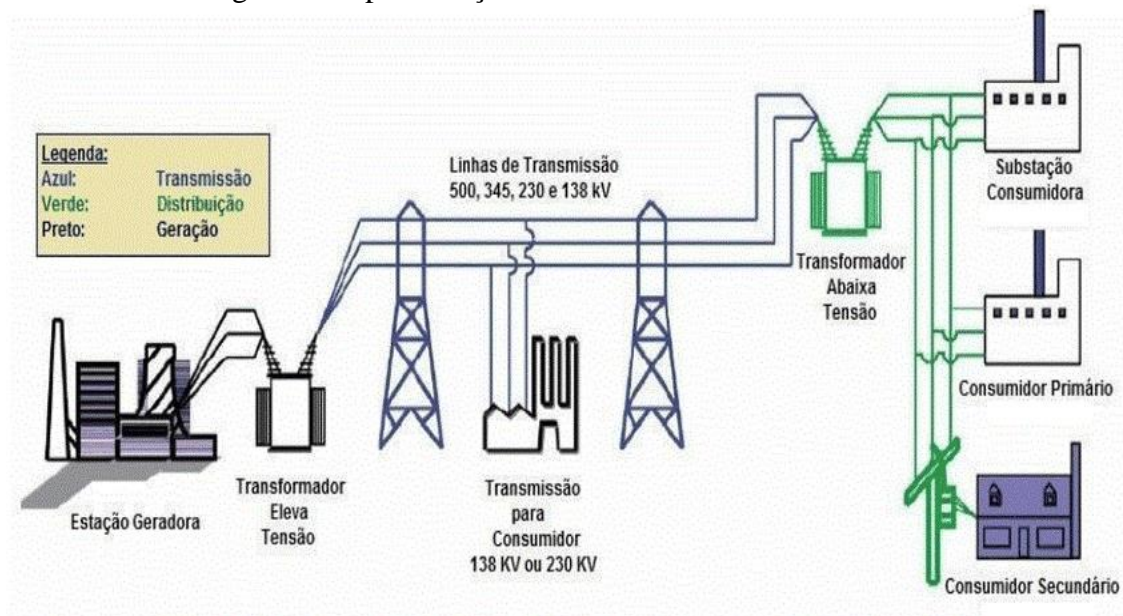 Legenda:
Azul: Transmissão
Verde: Distribuição
Preto: Geração
Linhas de Transmissão
500, 345, 230 e 138 kV
Substação
Consumidora
Transformador
Abaixa
Tensão
Consumidor Primário
Estação Geradora
Transformador
Eleva
Tensão
Transmissão
para
Consumidor
138 KV ou 230 KV
Consumidor Secundário